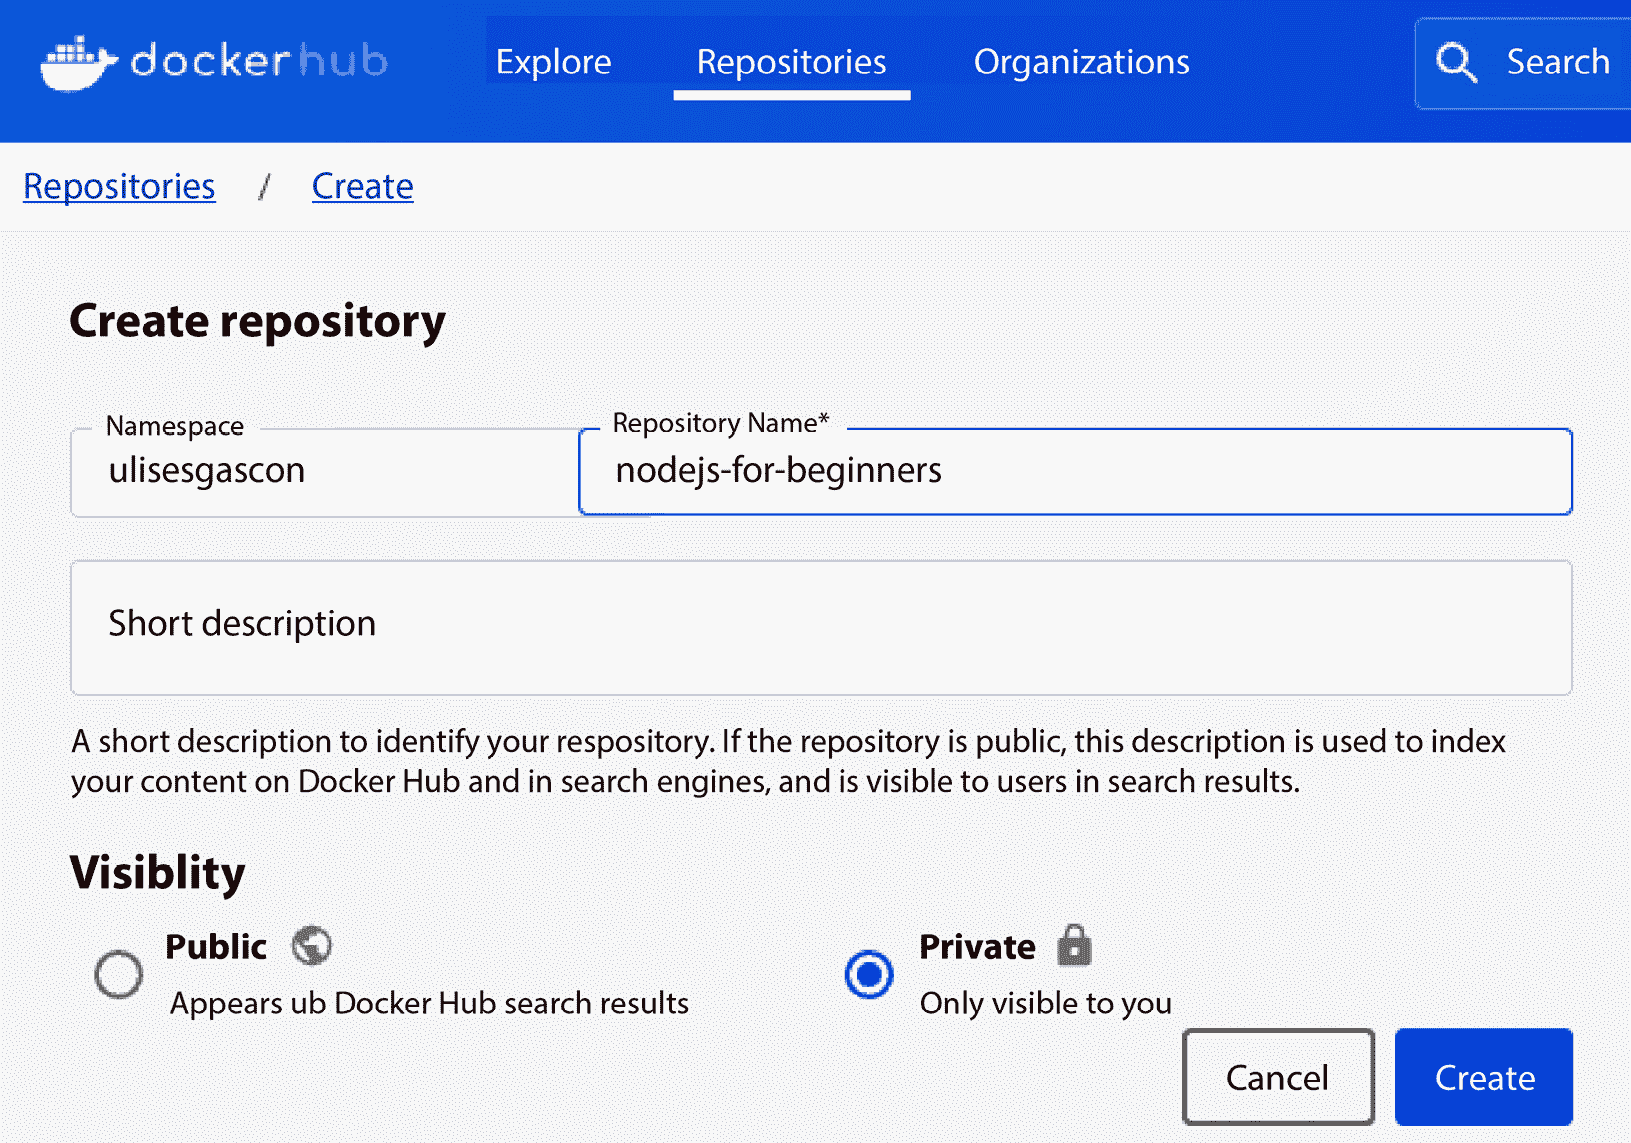 dockerhub Explore Repositories Organizations Search
Repositories / Create
Create repository
Namespace Repository Name*
ulisesgascon nodejs-for-beginners
Short description
A short description to identify your respository. If the repository is public, this description is used to index
your content on Docker Hub and in search engines, and is visible to users in search results.
Visiblity
Public Private
Appears ub Docker Hub search results Only visible to you
Cancel Create